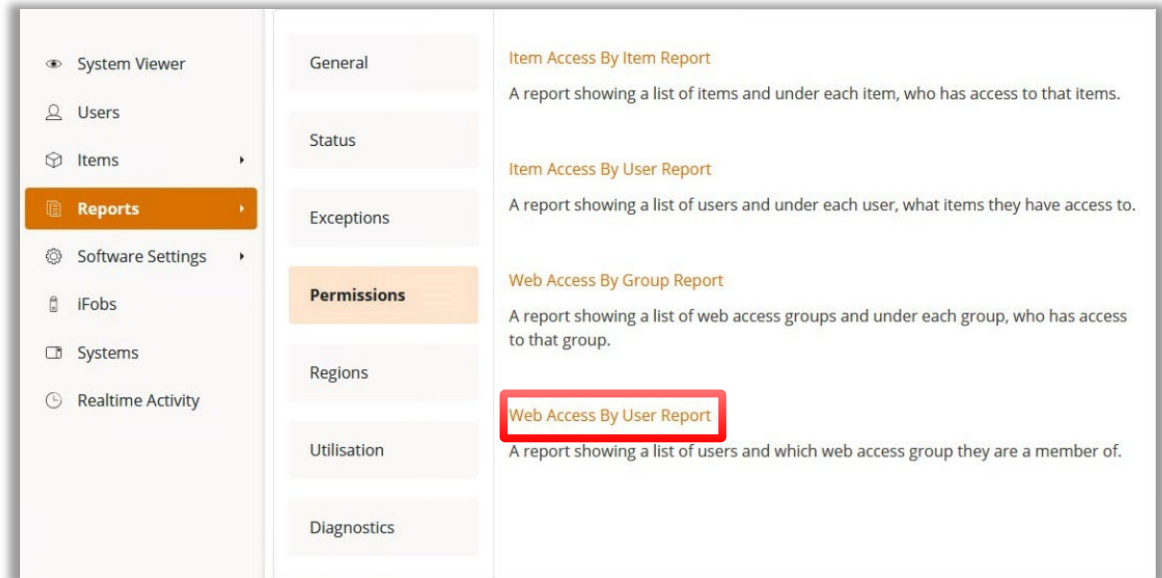 System Viewer
Users
Items
Reports
Software Settings
iFobs
Systems
Realtime Activity
General
Status
Exceptions
Permissions
Regions
Utilisation
Diagnostics
Item Access By Item Report
A report showing a list of items and under each item, who has access to that items.
Item Access By User Report
A report showing a list of users and under each user, what items they have access to.
Web Access By Group Report
A report showing a list of web access groups and under each group, who has access
to that group.
Web Access By User Report
A report showing a list of users and which web access group they are a member of.